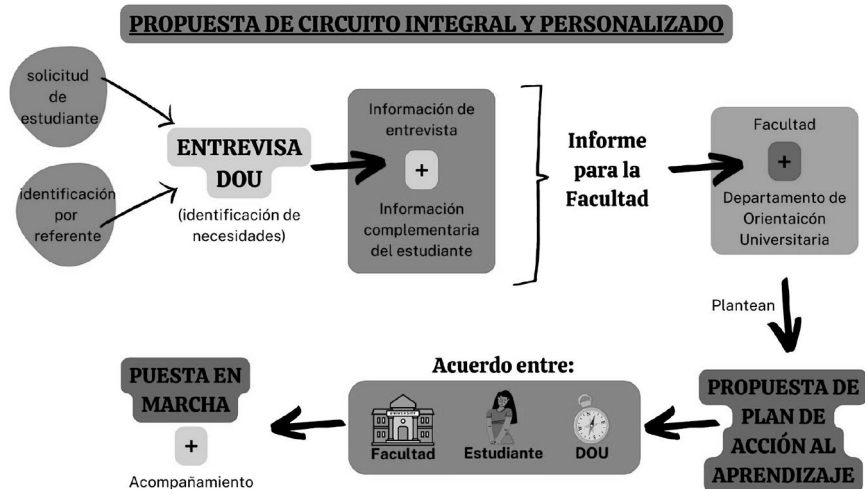 PROPUESTA DE CIRCUITO INTEGRAL Y PERSONALIZADO
solicitud
de
estudiante
identificación
por
referente
ENTREVISA
DOU
(identificación de
necesidades)
Información de
entrevista
+
Información
complementaria
del estudiante
Informe
para la
Facultad
Facultad
+
Departamento de
Orientaicón
Universitaria
Plantean
PROPUESTA DE
PLAN DE
ACCIÓN AL
APRENDIZAJE
Acuerdo entre:
UNIVERSITY
Facultad
Estudiante
DOU
PUESTA EN
MARCHA
+
Acompañamiento